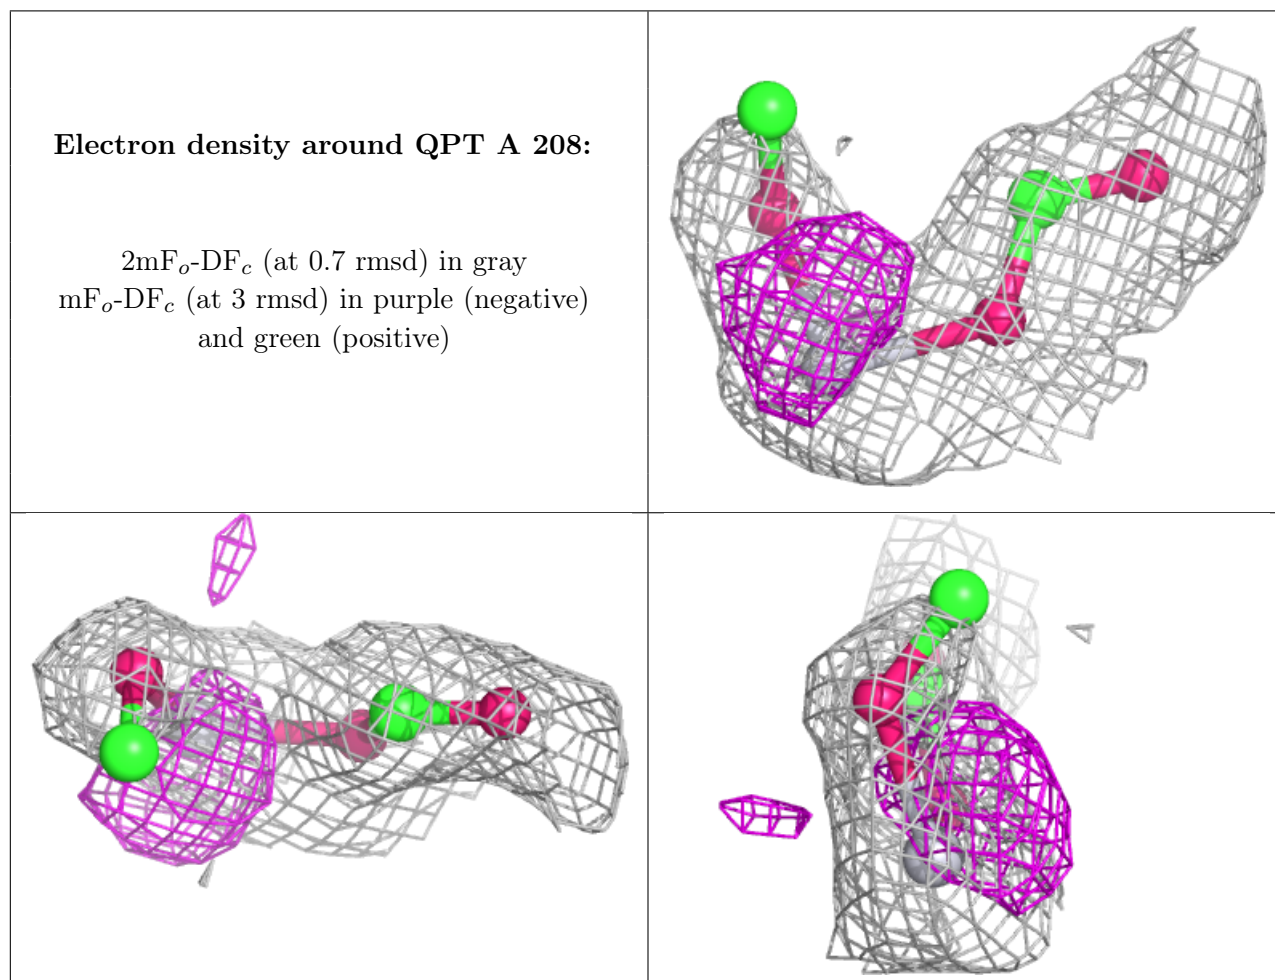 Electron density around QPT A 208:
2mFo-DFc (at 0.7 rmsd) in gray
mFo-DFc (at 3 rmsd) in purple (negative)
and green (positive)